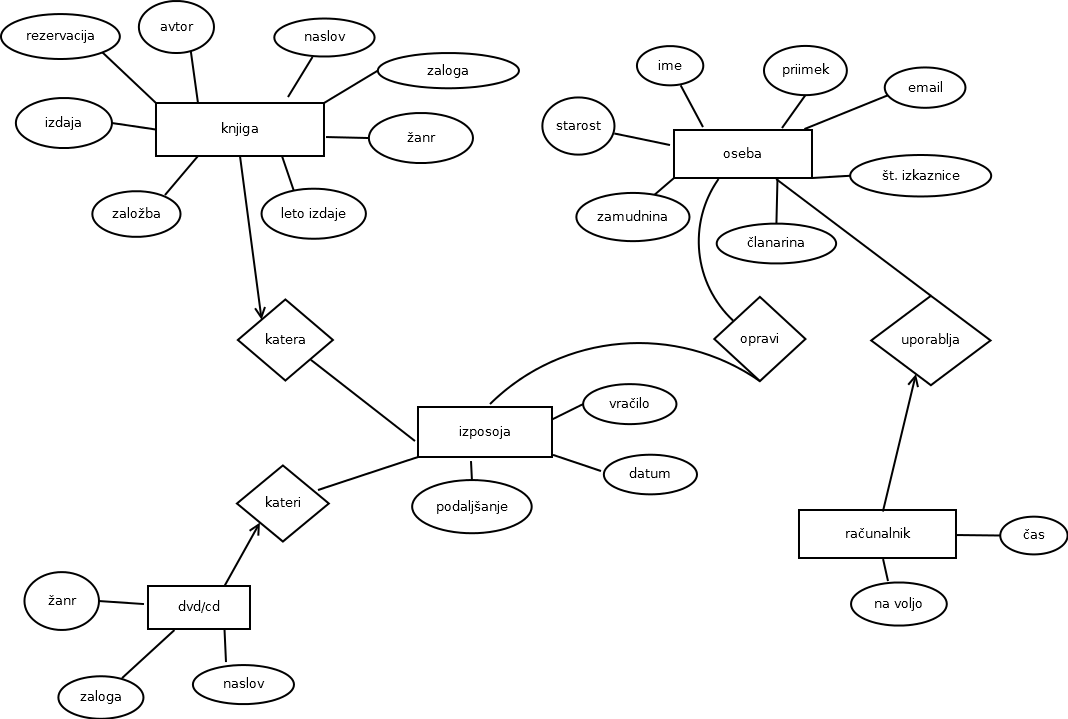 rezervacija
avtor
naslov
zaloga
izdaja
knjiga
žanr
založba
leto izdaje
ime
priimek
email
starost
oseba
št. izkaznice
zamudnina
članarina
katera
opravi
uporablja
izposoja
vračilo
datum
podaljšanje
kateri
računalnik
čas
na voljo
žanr
dvd/cd
zaloga
naslov